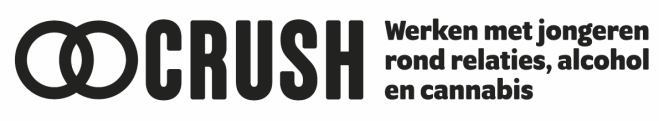 CRUSH
Werken met jongeren
rond relaties, alcohol
en cannabis